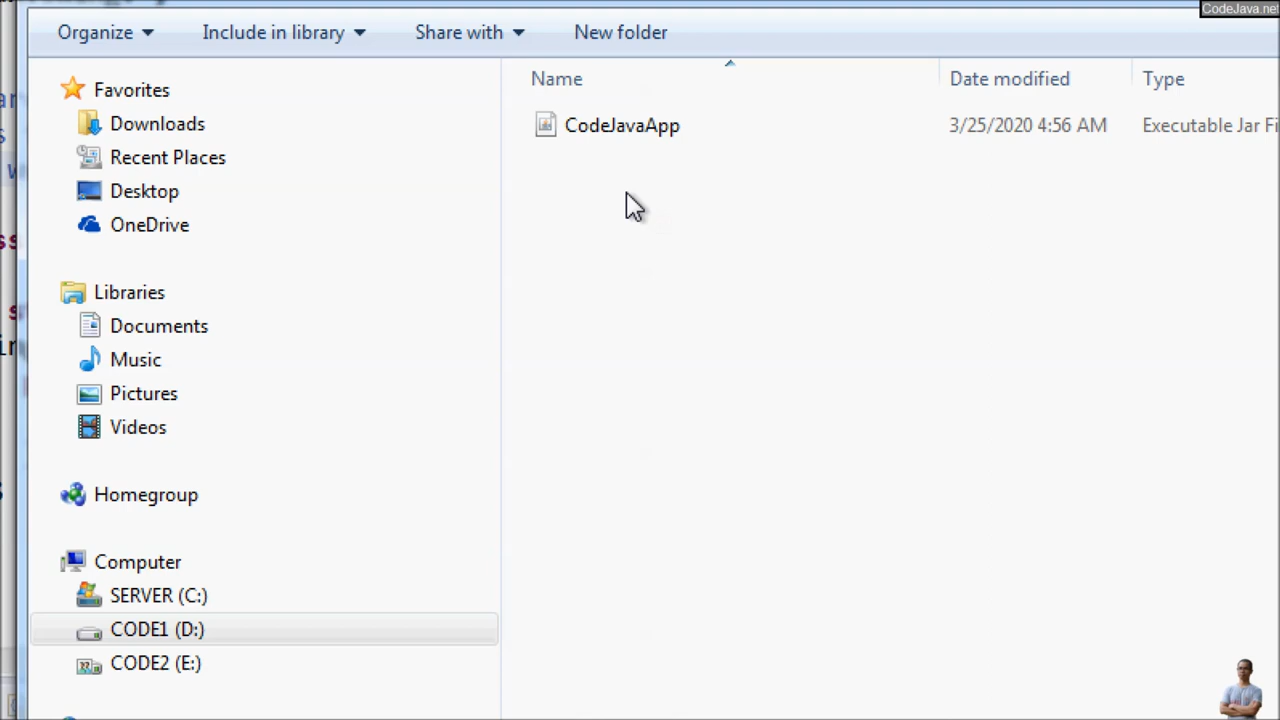 CodeJava.net
Organize Include in library Share with New folder
Name Date modified Type
CodeJavaApp 3/25/2020 4:56 AM Executable Jar Fi
Favorites
Downloads
Recent Places
Desktop
OneDrive
Libraries
Documents
Music
Pictures
Videos
Homegroup
Computer
SERVER (C:)
CODE1 (D:)
CODE2 (E:)